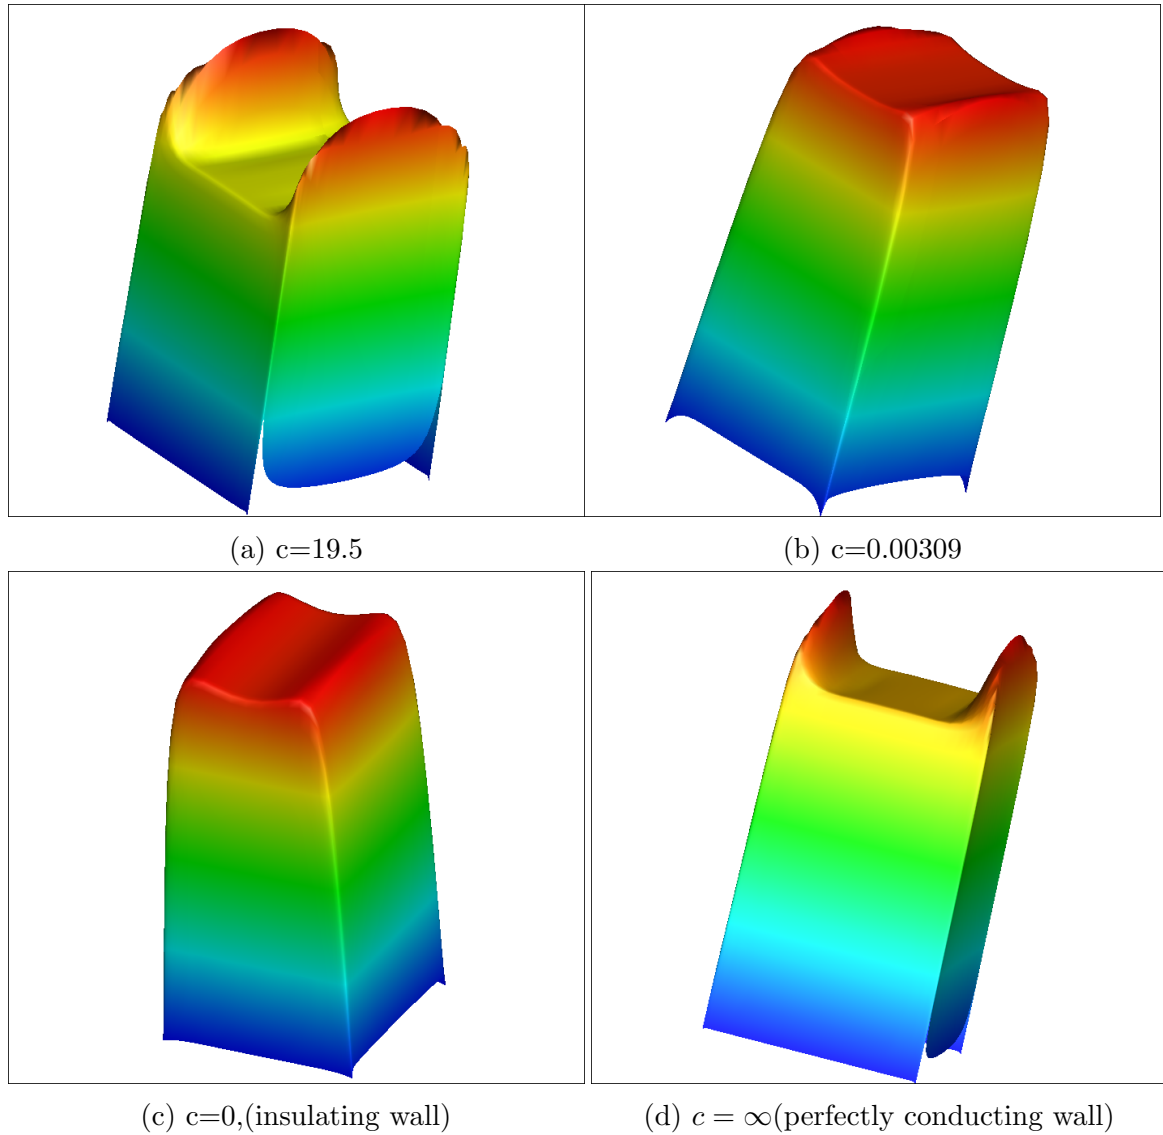 (a) c=19.5
(b) c=0.00309
(c) c=0,(insulating wall)
(d) c = ∞(perfectly conducting wall)